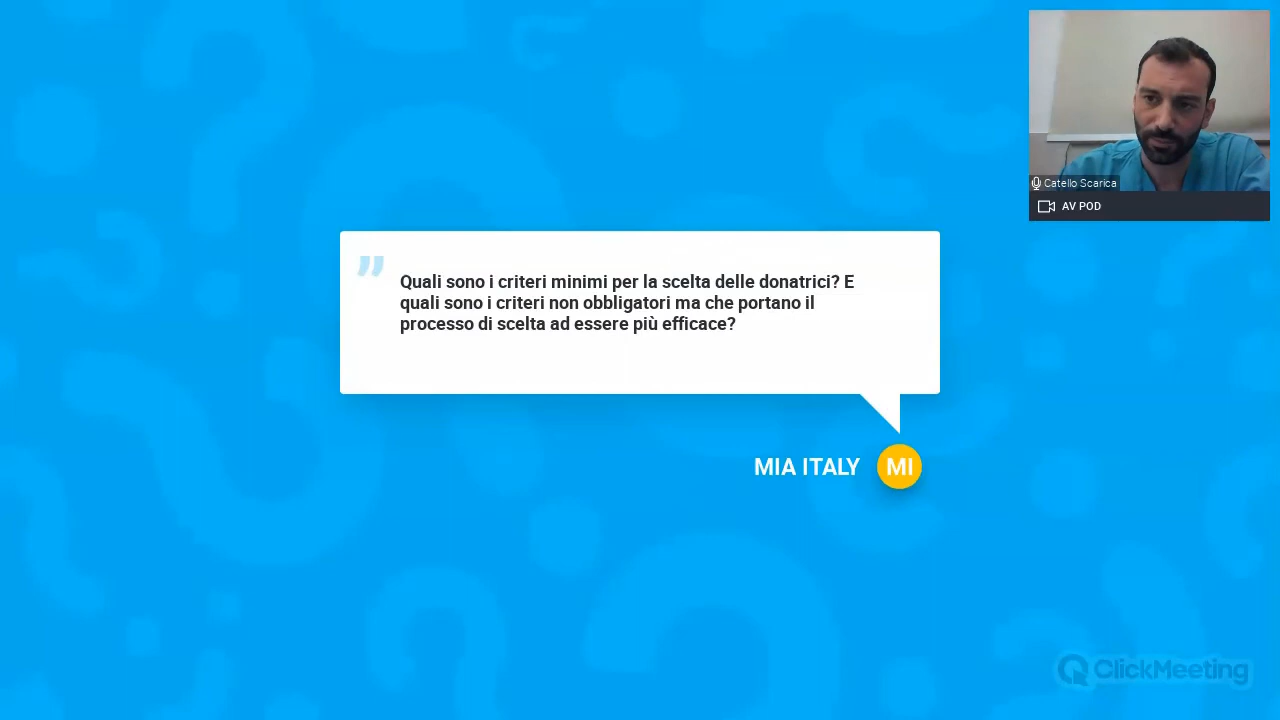 Catello Scarica
AV POD
Quali sono i criteri minimi per la scelta delle donatrici? E
quali sono i criteri non obbligatori ma che portano il
processo di scelta ad essere più efficace?
MIA ITALY MI
ClickMeeting